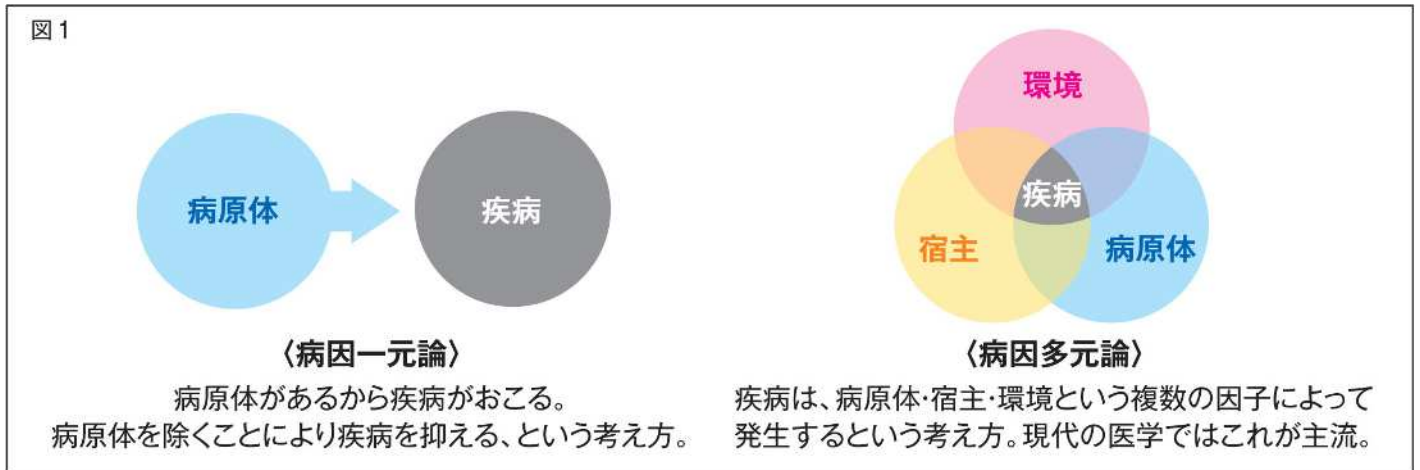 図1
病原体
疾病
〈病因一元論〉
病原体があるから疾病がおこる。
病原体を除くことにより疾病を抑える、という考え方。
環境
疾病
宿主
病原体
〈病因多元論〉
疾病は、病原体・宿主・環境という複数の因子によって
発生するという考え方。現代の医学ではこれが主流。